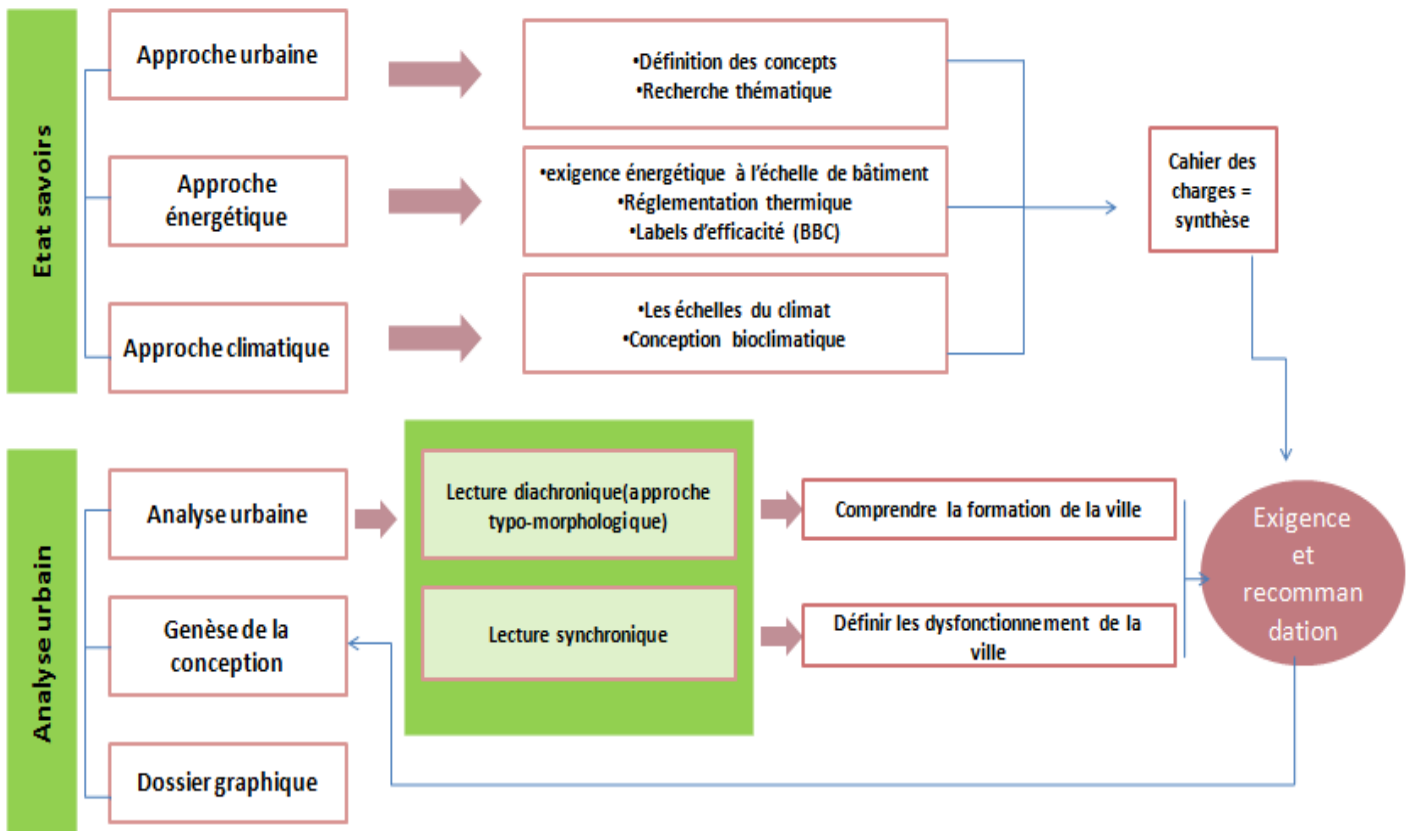 Etat savoirs
Approche urbaine
•Définition des concepts
•Recherche thématique
Approche
énergétique
•exigence énergétique à l'échelle de bâtiment
•Réglementation thermique
•Labels d'efficacité (BBC)
Approche climatique
•Les échelles du climat
•Conception bioclimatique
Cahier des
charges =
synthèse
Analyse urbain
Analyse urbaine
Lecture diachronique(approche
typo-morphologique)
Comprendre la formation de la ville
Genèse de la
conception
Lecture synchronique
Définir les dysfonctionnement de la
ville
Dossier graphique
Exigence
et
recomman
dation